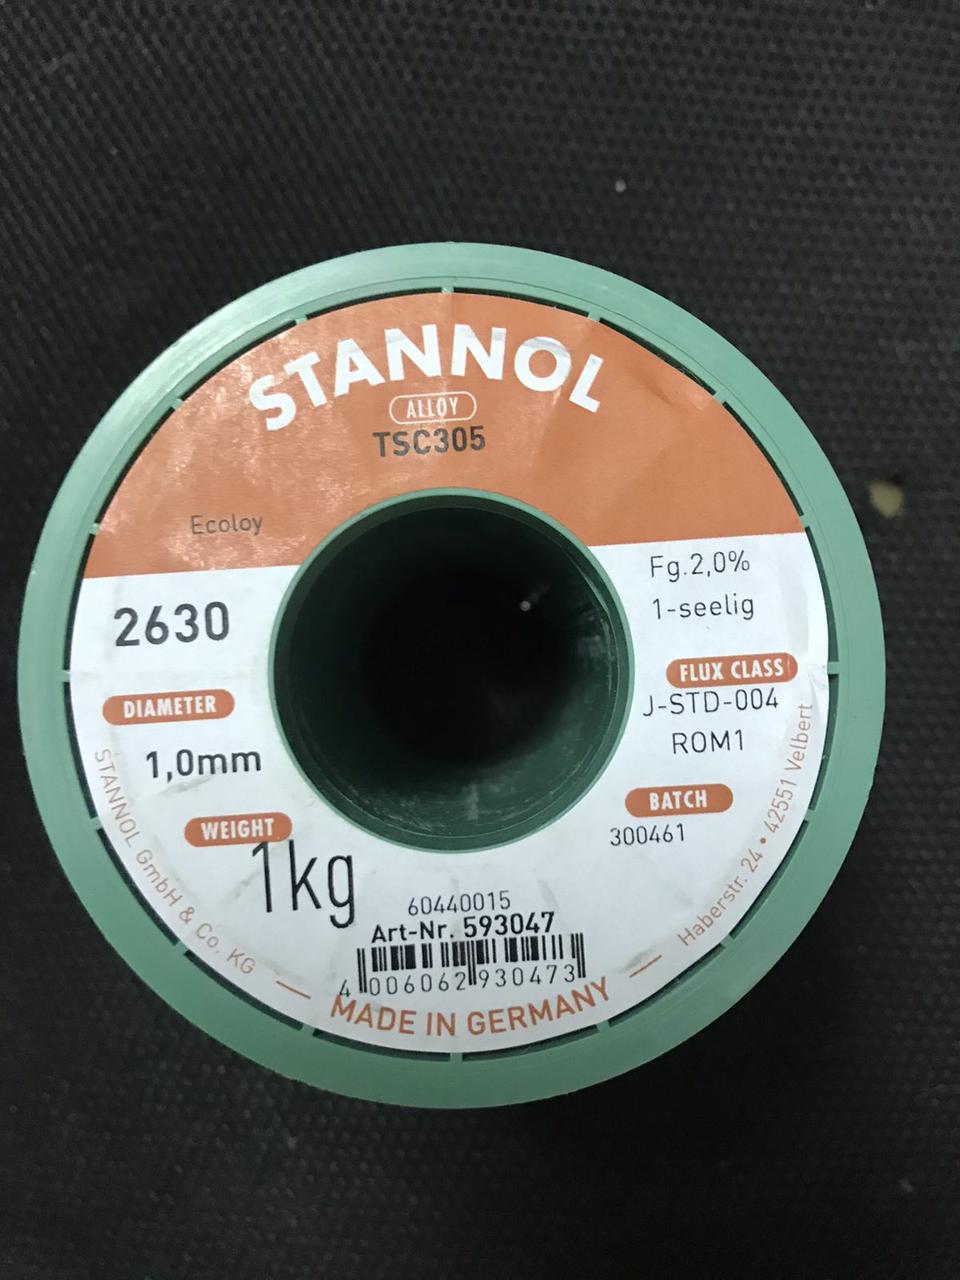 STANNOL
ALLOY
TSC305
Ecoloy
2630
DIAMETER
1,0mm
WEIGHT
1kg
Fg.2,0%
1-seelig
FLUX CLASS
J-STD-004
ROM1
BATCH
300461
60440015
Art-Nr. 593047
4 006062 930473
STANNOL GmbH & Co. KG — MADE IN GERMANY — Haberstr. 24 • 42551 Velbert